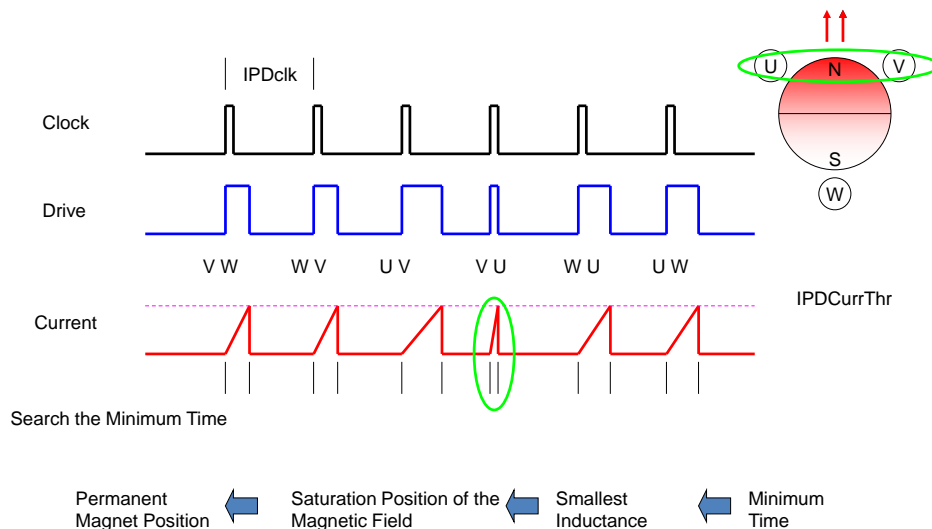 IPDclk
U
N
V
Clock
S
W
Drive
V W
W V
U V
V U
W U
U W
IPDCurrThr
Current
Search the Minimum Time
Permanent
Magnet Position
Saturation Position of the
Magnetic Field
Smallest
Inductance
Minimum
Time